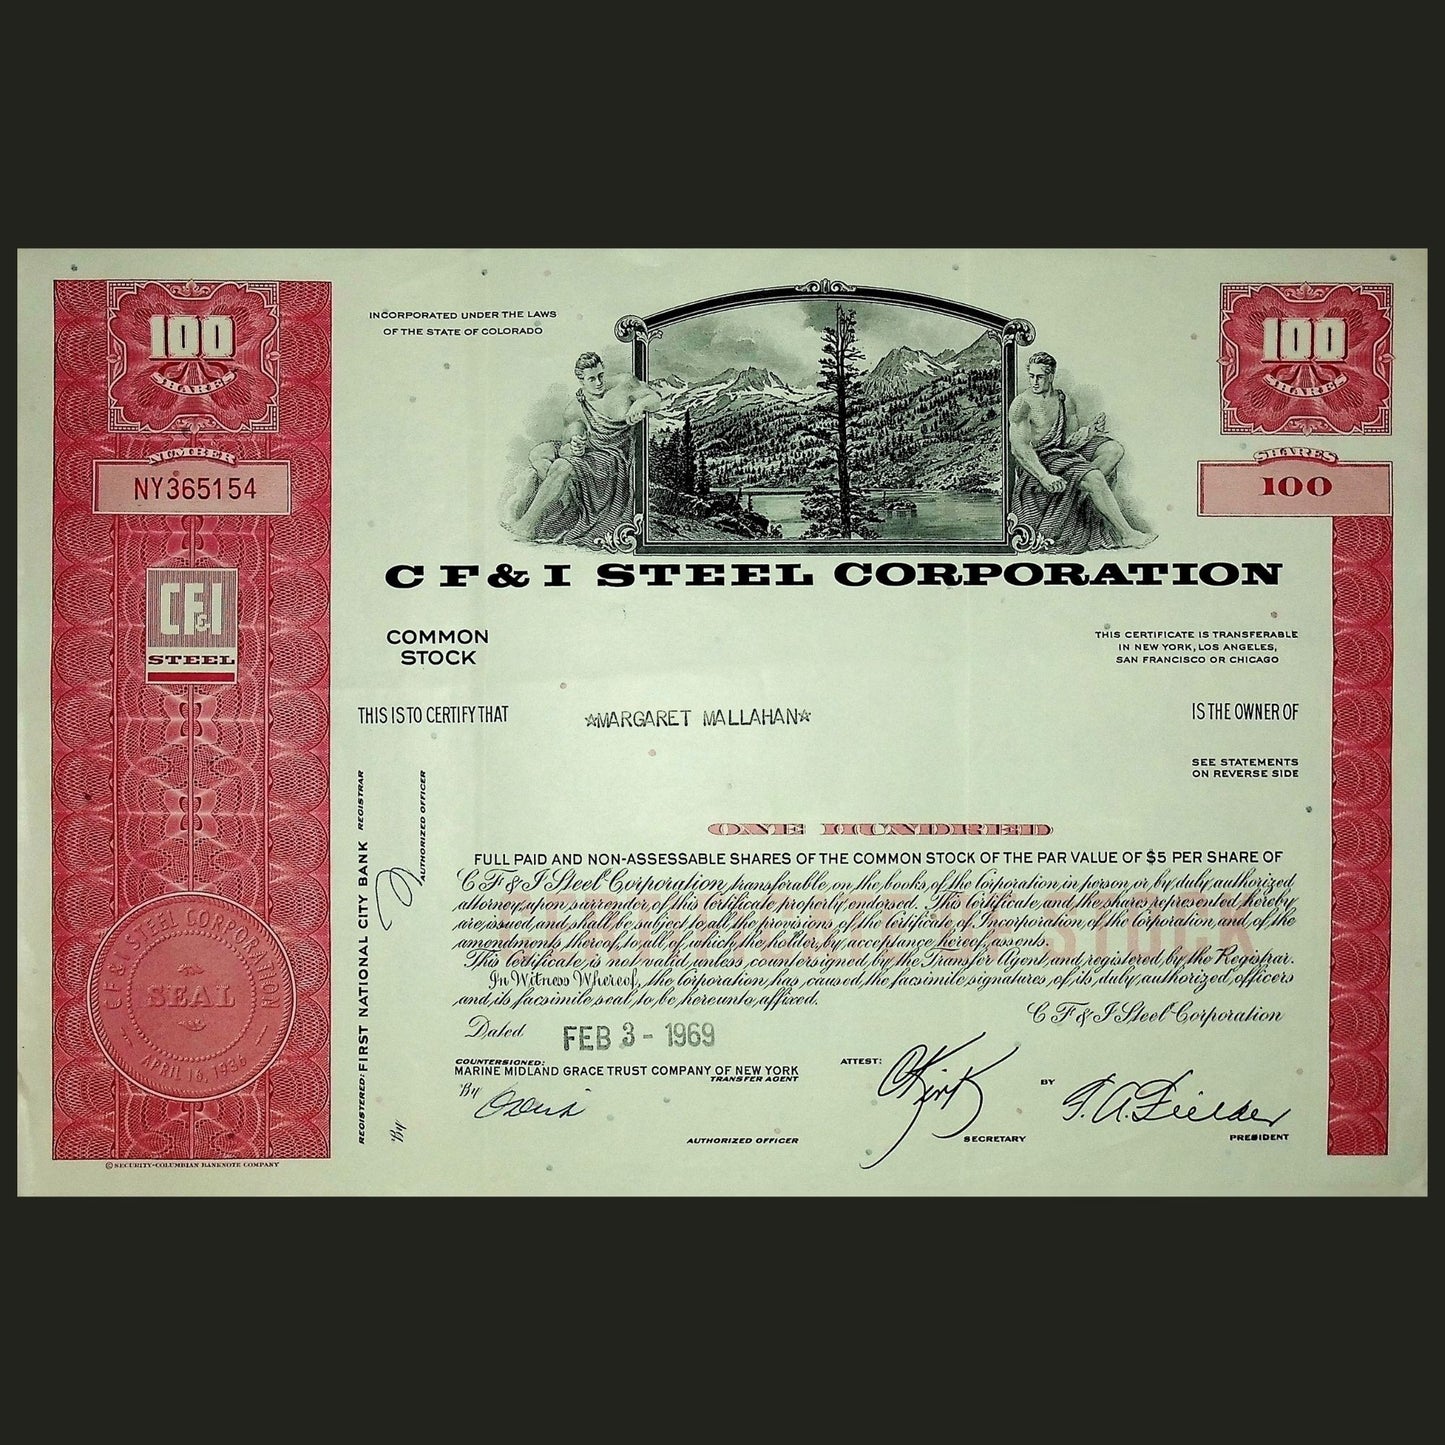 100
SHARES
NUMBER
NY365154
CF&I
STEEL
CF&I STEEL CORPORATION
SEAL
APRIL 16, 1936
© SECURITY-COLUMBIAN BANKNOTE COMPANY
INCORPORATED UNDER THE LAWS
OF THE STATE OF COLORADO
100
SHARES
SHARES
100
CF&I STEEL CORPORATION
COMMON
STOCK
THIS CERTIFICATE IS TRANSFERABLE
IN NEW YORK, LOS ANGELES,
SAN FRANCISCO OR CHICAGO
THIS IS TO CERTIFY THAT ☆MARGARET MALLAHAN☆ IS THE OWNER OF
SEE STATEMENTS
ON REVERSE SIDE
REGISTERED: FIRST NATIONAL CITY BANK REGISTRAR
By
AUTHORIZED OFFICER
ONE HUNDRED
FULL PAID AND NON-ASSESSABLE SHARES OF THE COMMON STOCK OF THE PAR VALUE OF $5 PER SHARE OF
CF&I Steel Corporation, transferable on the books of the Corporation in person or by duly authorized
attorney upon surrender of this Certificate properly endorsed. This Certificate and the shares represented hereby
are issued and shall be subject to all the provisions of the Certificate of Incorporation of the Corporation and of the
amendments thereof, to all of which the holder, by acceptance hereof, assents.
This Certificate is not valid unless countersigned by the Transfer Agent and registered by the Registrar.
In Witness Whereof, the Corporation has caused the facsimile signatures of its duly authorized officers
and its facsimile seal to be hereunto affixed.
CF&I Steel Corporation
Dated FEB 3 - 1969
COUNTERSIGNED:
MARINE MIDLAND GRACE TRUST COMPANY OF NEW YORK
TRANSFER AGENT
By
AUTHORIZED OFFICER
ATTEST:
SECRETARY
BY F. A. Fielder
PRESIDENT